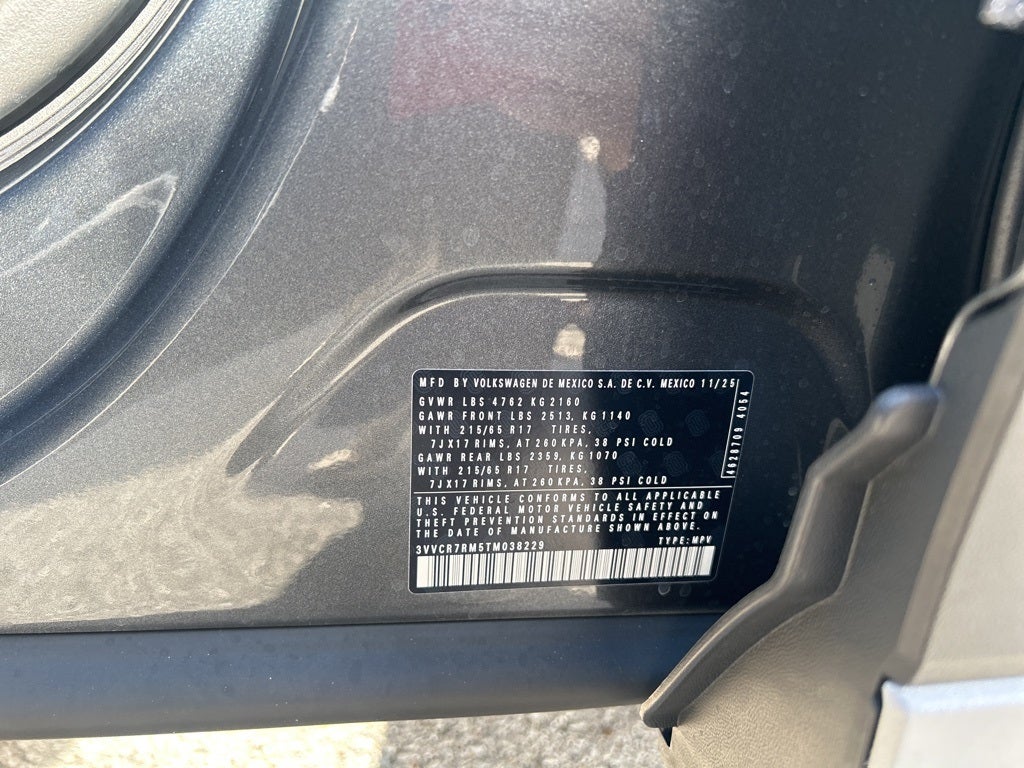 MFD BY VOLKSWAGEN DE MEXICO S.A. DE C.V. MEXICO 11/25
GVWR LBS 4762 KG 2160
GAWR FRONT LBS 2513, KG 1140
WITH 215/65 R17 TIRES,
7JX17 RIMS, AT 260 KPA, 38 PSI COLD
GAWR REAR LBS 2359, KG 1070
WITH 215/65 R17 TIRES,
7JX17 RIMS, AT 260 KPA, 38 PSI COLD
4628709 4054
THIS VEHICLE CONFORMS TO ALL APPLICABLE
U.S. FEDERAL MOTOR VEHICLE SAFETY AND
THEFT PREVENTION STANDARDS IN EFFECT ON
THE DATE OF MANUFACTURE SHOWN ABOVE.
3VVCR7RM5TM038229 TYPE: MPV